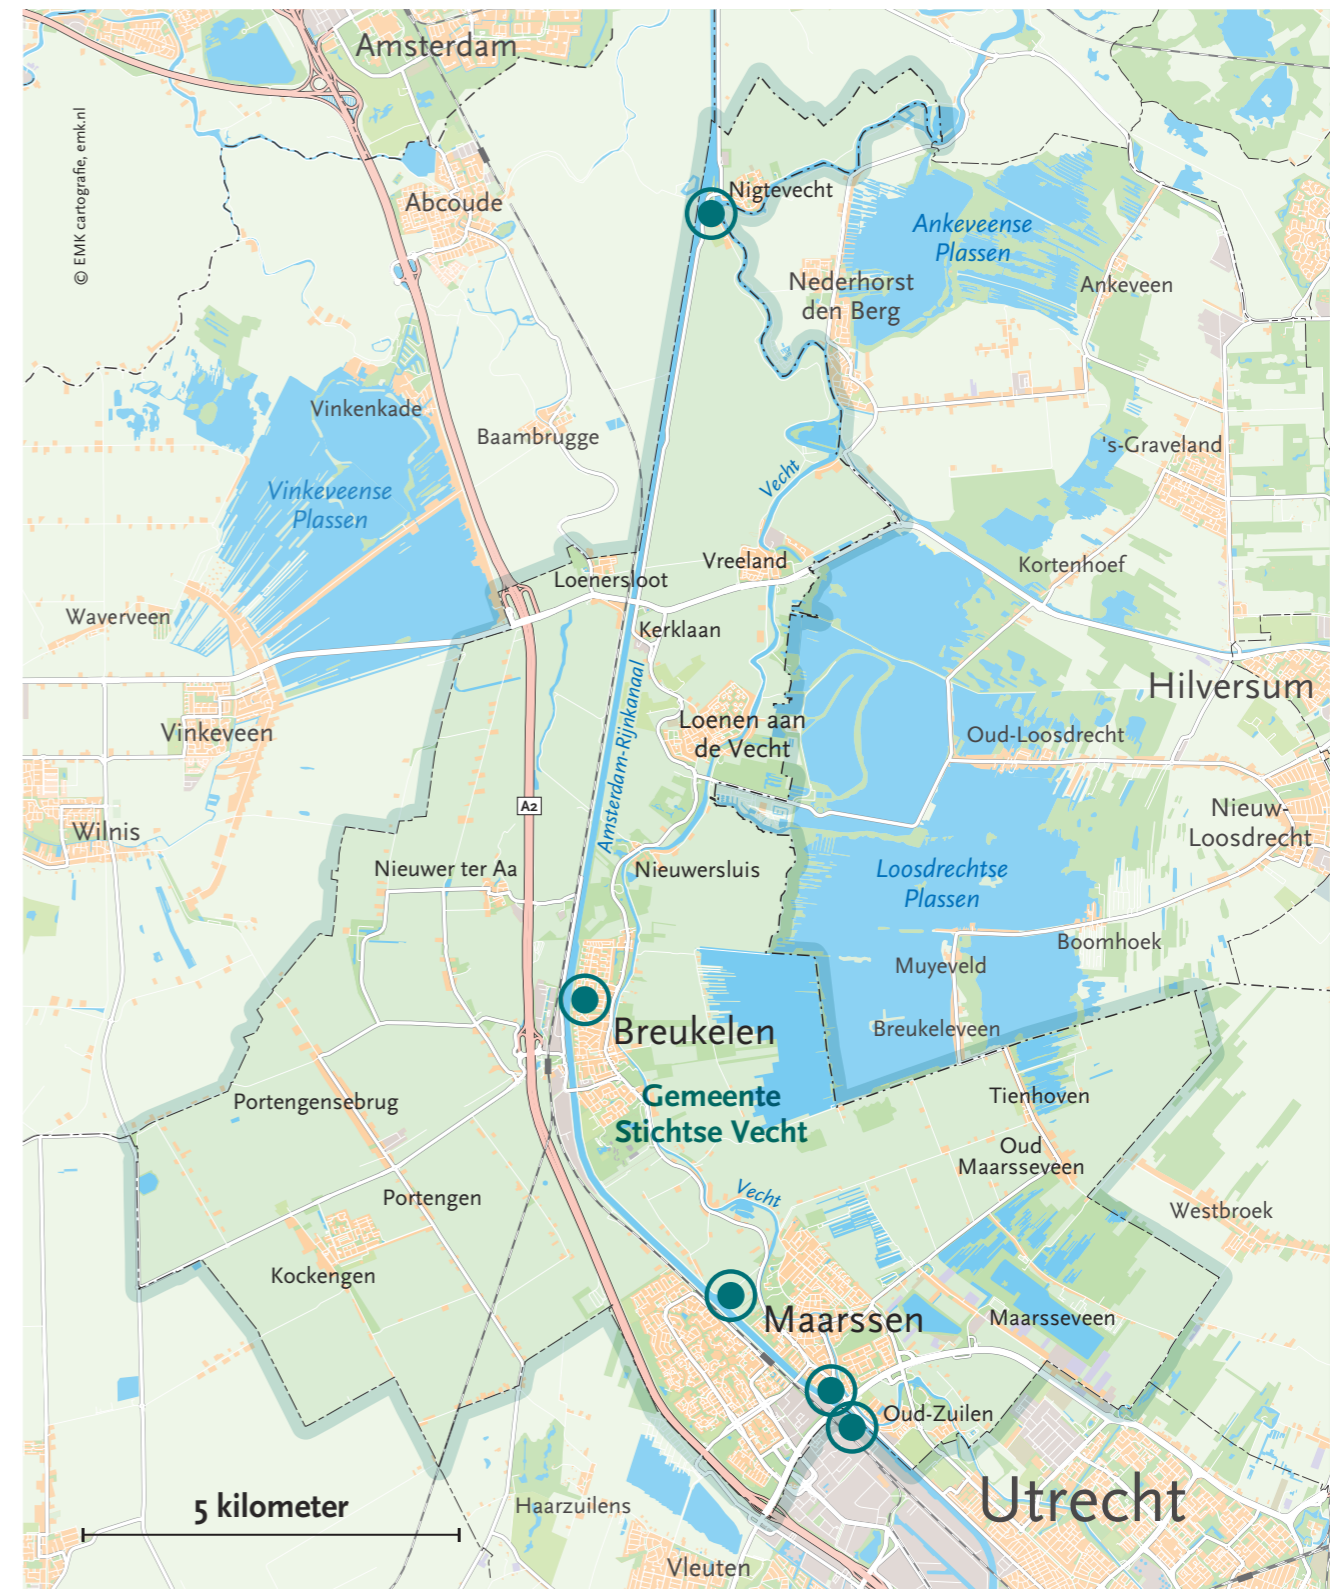 Amsterdam
© EMK cartografie, emk.nl
Abcoude
Nigtevecht
Ankeveense
Plassen
Nederhorst
den Berg
Ankeveen
Vinkenkade
Baambrugge
's-Graveland
Vinkeveense
Plassen
Vecht
Loenersloot
Vreeland
Kortenhoef
Waverveen
Kerklaan
Hilversum
Vinkeveen
Loenen aan
de Vecht
Oud-Loosdrecht
Amsterdam-Rijnkanaal
A2
Wilnis
Nieuw-
Loosdrecht
Nieuwer ter Aa
Nieuwersluis
Loosdrechtse
Plassen
Boomhoek
Muyeveld
Breukelen
Breukeleveen
Gemeente
Stichtse Vecht
Portengensebrug
Tienhoven
Oud
Maarsseveen
Portengen
Vecht
Westbroek
Kockengen
Maarssen
Maarsseveen
Oud-Zuilen
Utrecht
5 kilometer
Haarzuilens
Vleuten